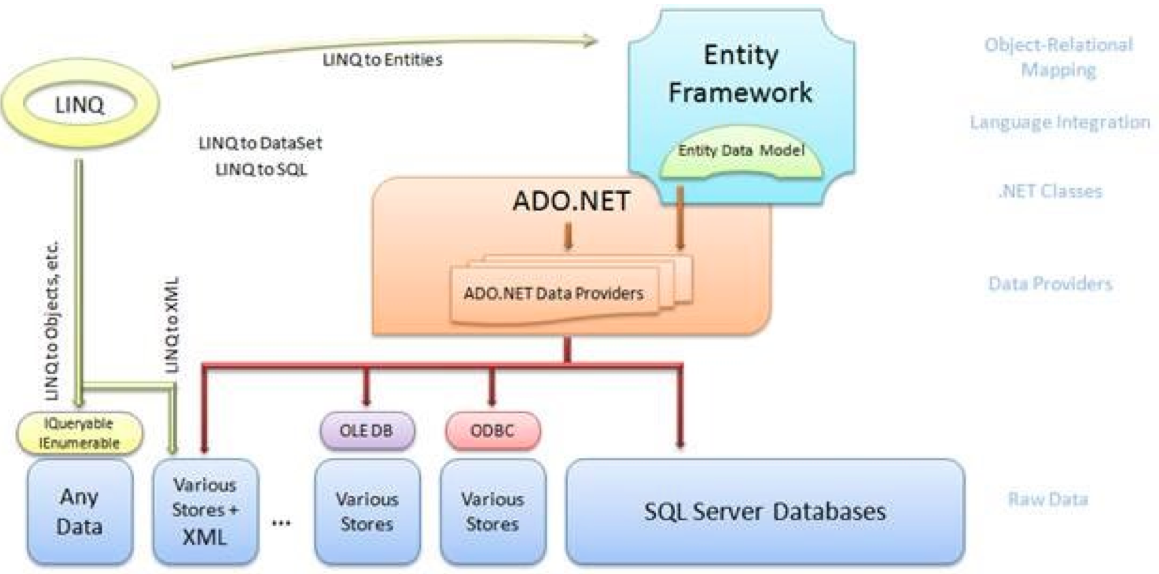 Entity
Framework
Object-Relational
Mapping
LINQ to Entities
LINQ
Language Integration
LINQ to DataSet
LINQ to SQL
Entity Data Model
.NET Classes
ADO.NET
ADO.NET Data Providers
Data Providers
LINQ to Objects, etc.
LINQ to XML
IQueryable
IEnumerable
OLE DB
ODBC
Any
Data
Various
Stores +
XML
...
Various
Stores
Various
Stores
SQL Server Databases
Raw Data